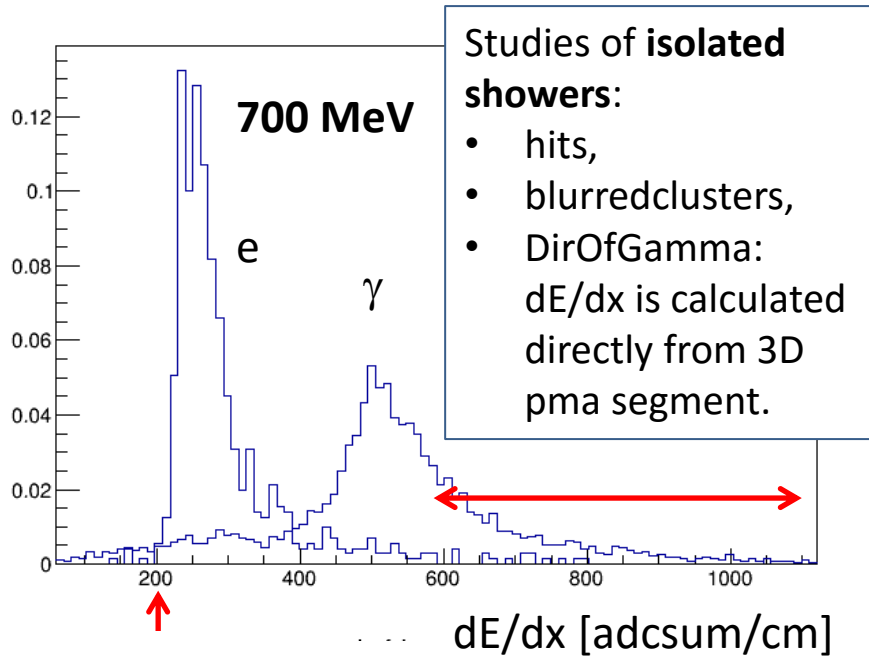 Studies of isolated
showers:
• hits,
• blurredclusters,
• DirOfGamma:
dE/dx is calculated
directly from 3D
pma segment.
700 MeV
e
γ
0.12
0.1
0.08
0.06
0.04
0.02
0
200
400
600
800
1000
dE/dx [adcsum/cm]